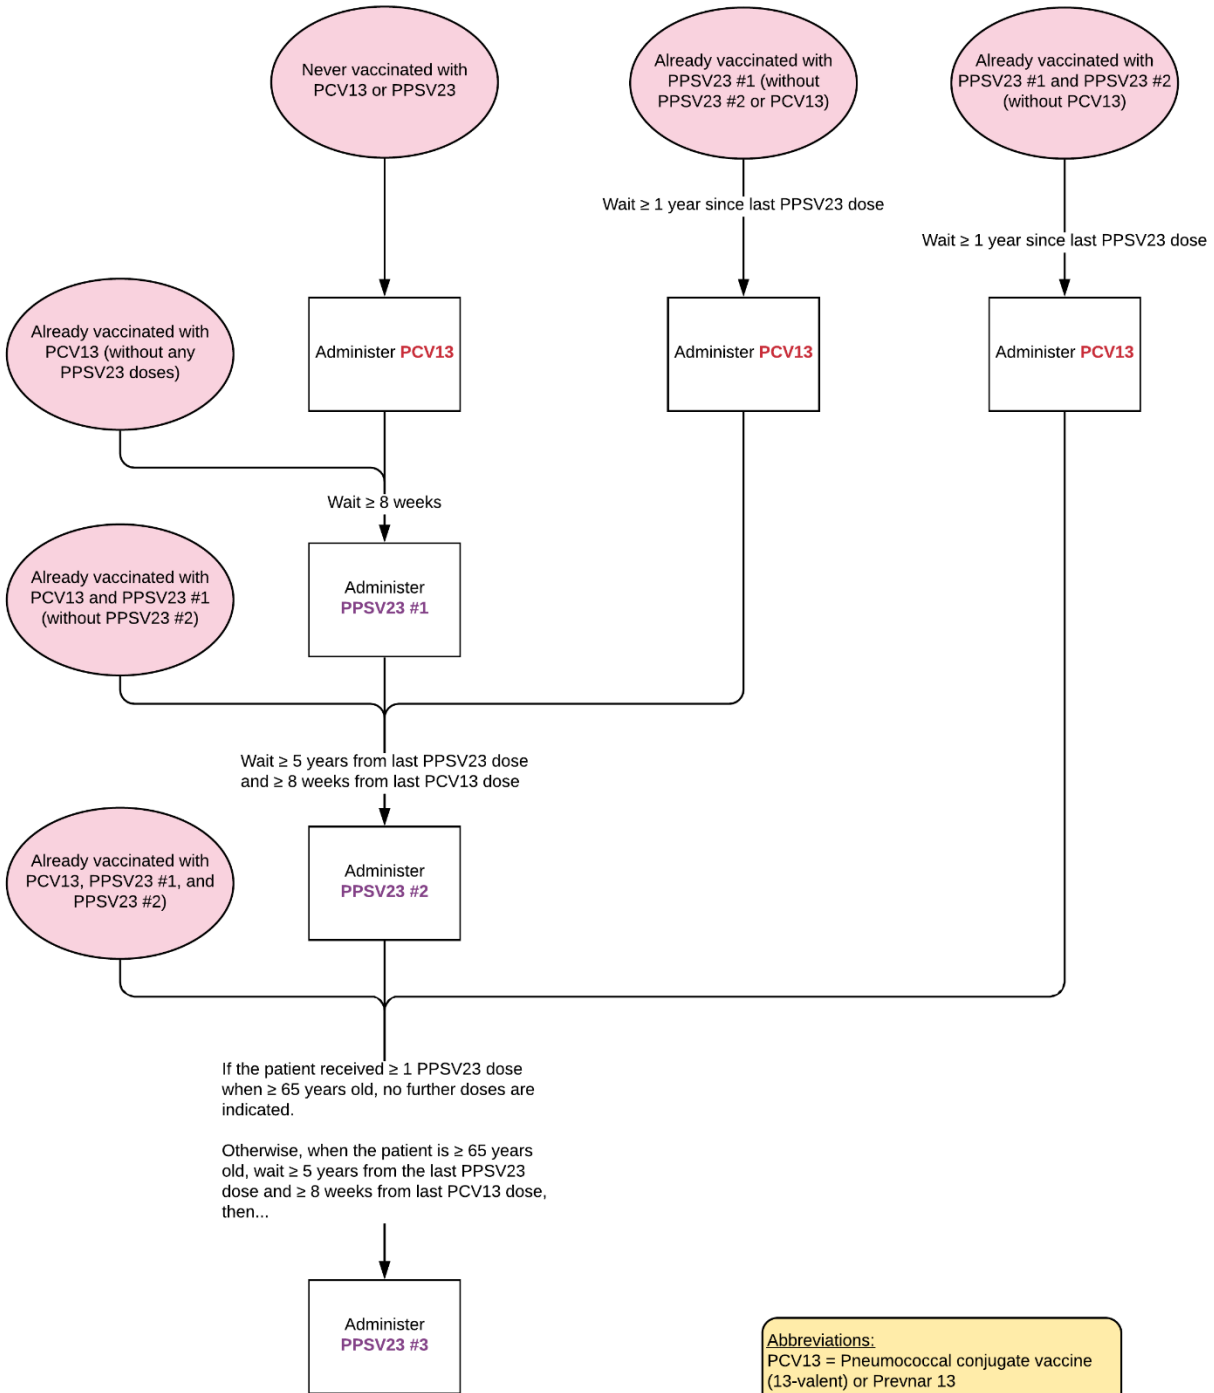 Never vaccinated with
PCV13 or PPSV23
Already vaccinated with
PPSV23 #1 (without
PPSV23 #2 or PCV13)
Already vaccinated with
PPSV23 #1 and PPSV23 #2
(without PCV13)
Wait ≥ 1 year since last PPSV23 dose
Wait ≥ 1 year since last PPSV23 dose
Already vaccinated with
PCV13 (without any
PPSV23 doses)
Administer PCV13
Administer PCV13
Administer PCV13
Wait ≥ 8 weeks
Already vaccinated with
PCV13 and PPSV23 #1
(without PPSV23 #2)
Administer
PPSV23 #1
Wait ≥ 5 years from last PPSV23 dose
and ≥ 8 weeks from last PCV13 dose
Already vaccinated with
PCV13, PPSV23 #1, and
PPSV23 #2)
Administer
PPSV23 #2
If the patient received ≥ 1 PPSV23 dose
when ≥ 65 years old, no further doses are
indicated.
Otherwise, when the patient is ≥ 65 years
old, wait ≥ 5 years from the last PPSV23
dose and ≥ 8 weeks from last PCV13 dose,
then...
Administer
PPSV23 #3
Abbreviations:
PCV13 = Pneumococcal conjugate vaccine
(13-valent) or Prevnar 13